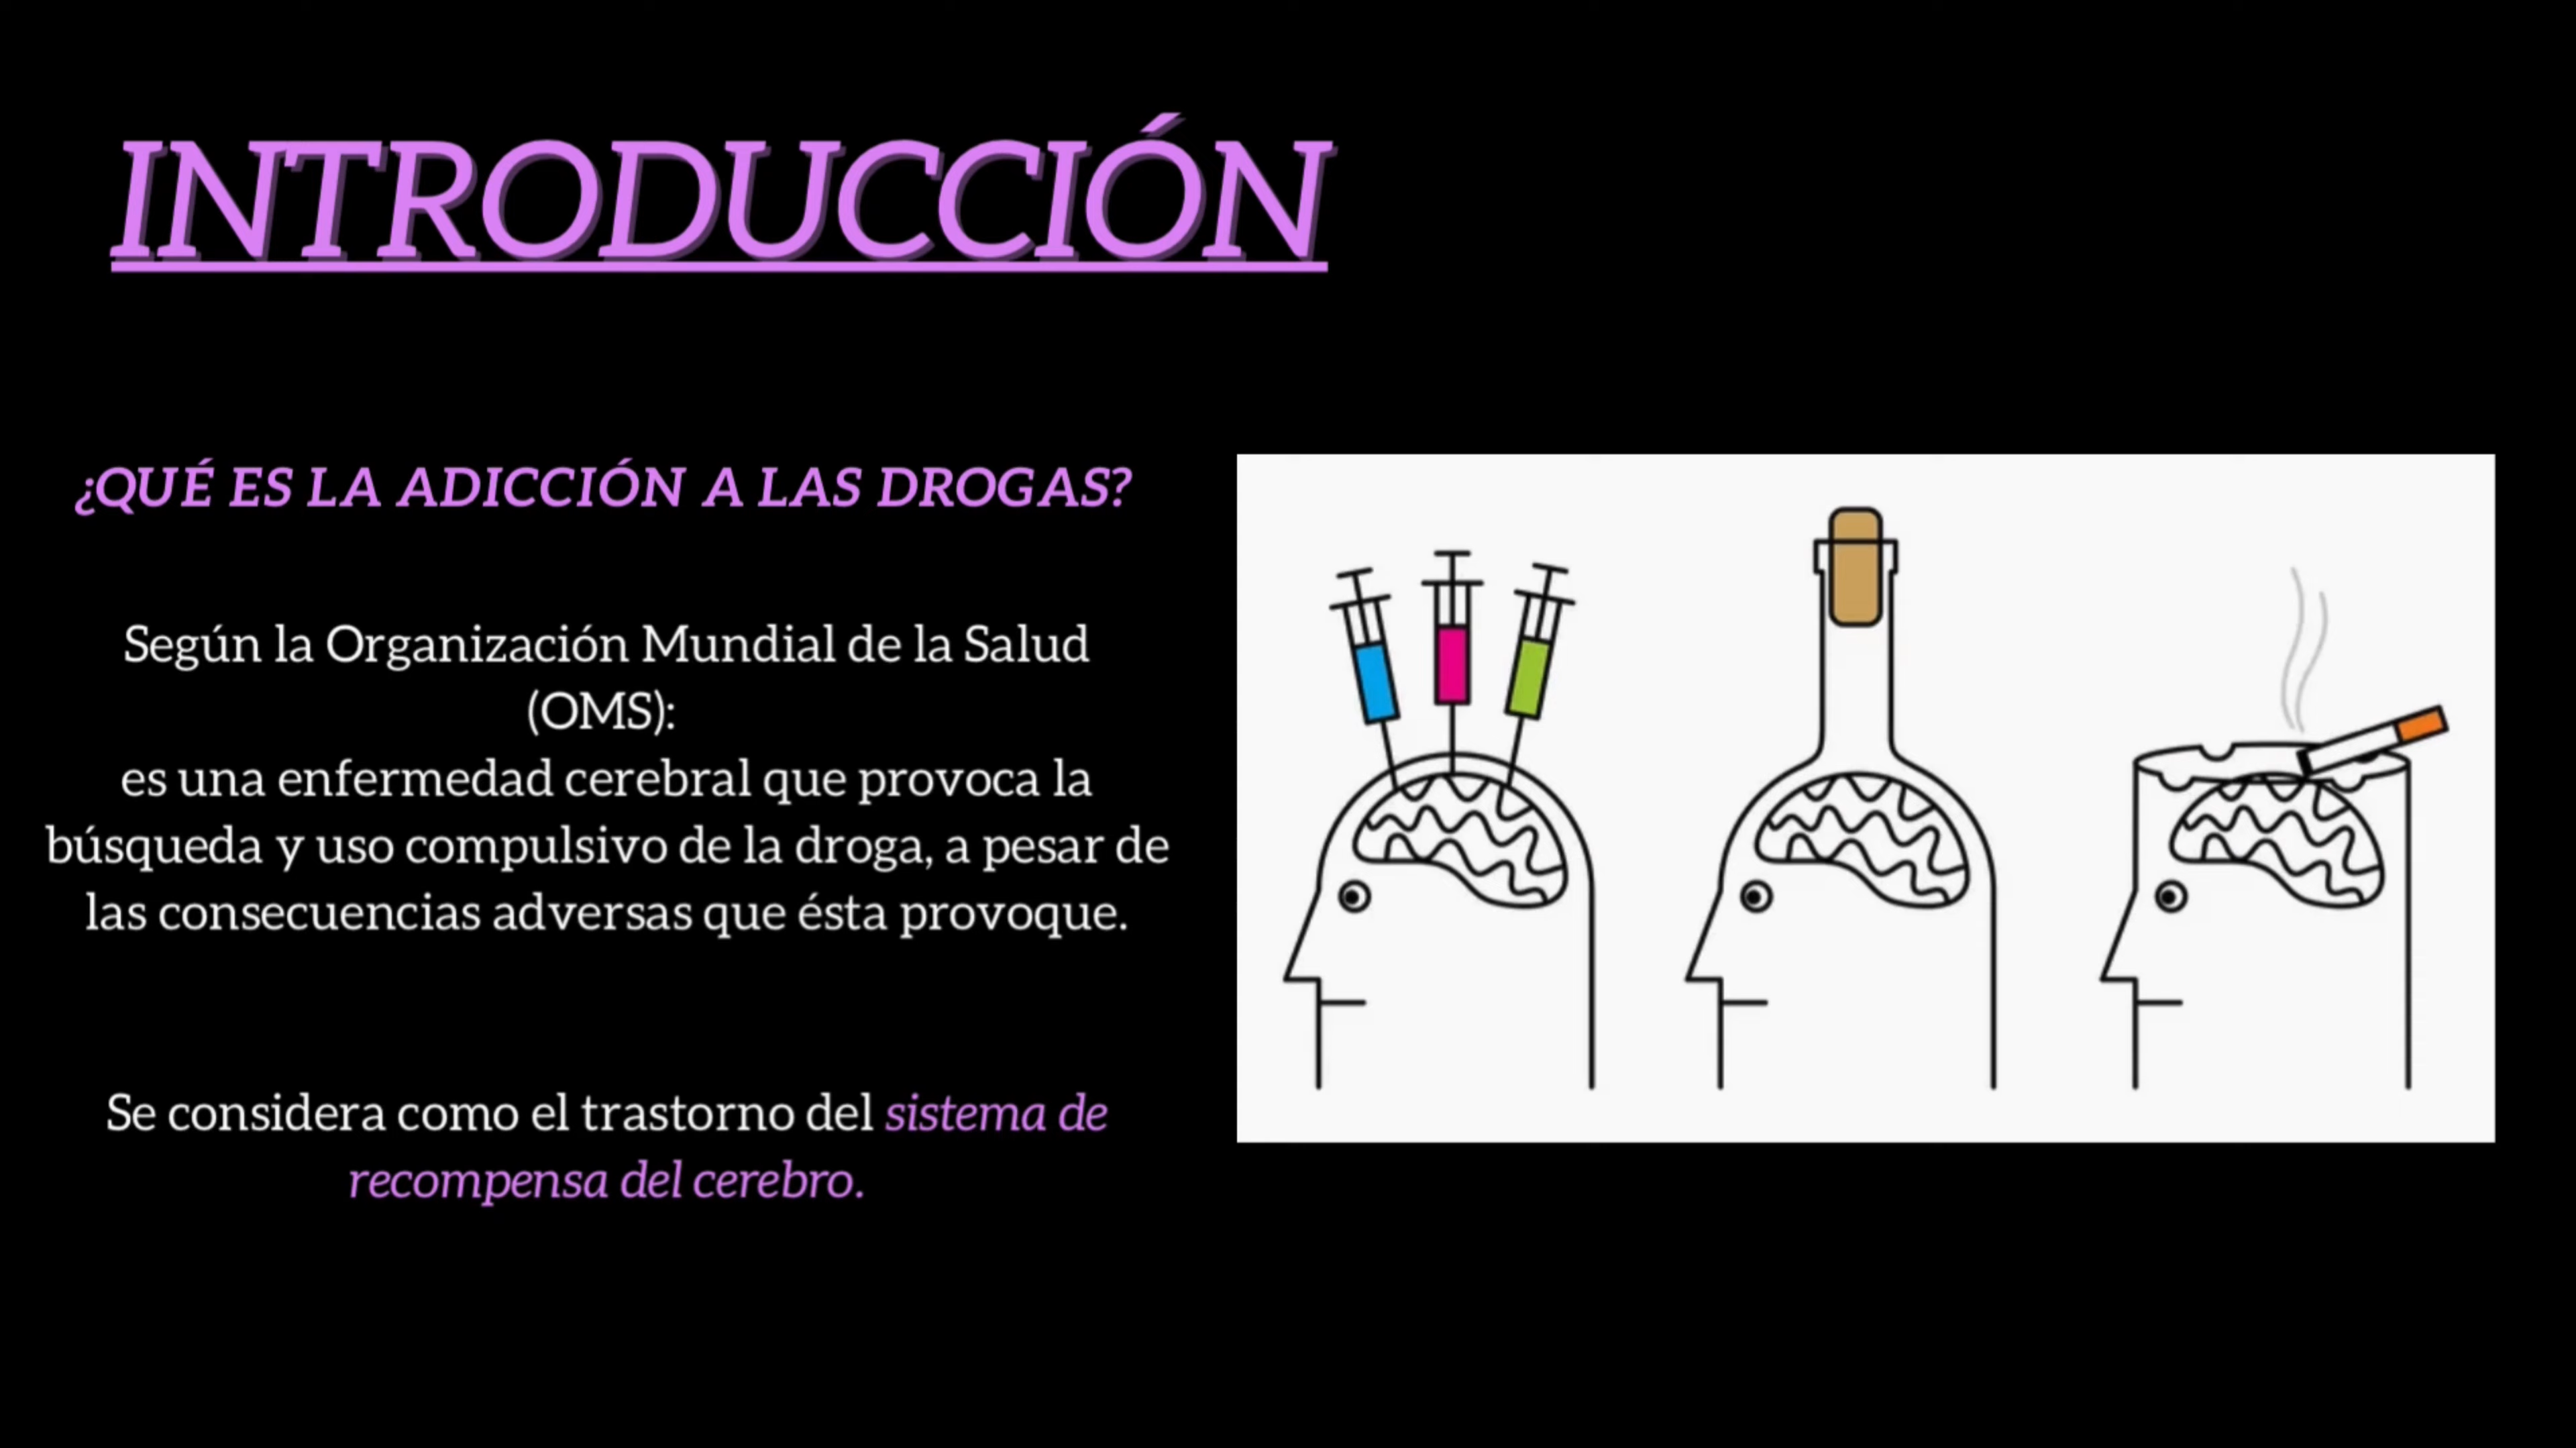 INTRODUCCIÓN
¿QUÉ ES LA ADICCIÓN A LAS DROGAS?
Según la Organización Mundial de la Salud
(OMS):
es una enfermedad cerebral que provoca la
búsqueda y uso compulsivo de la droga, a pesar de
las consecuencias adversas que ésta provoque.
Se considera como el trastorno del sistema de
recompensa del cerebro.